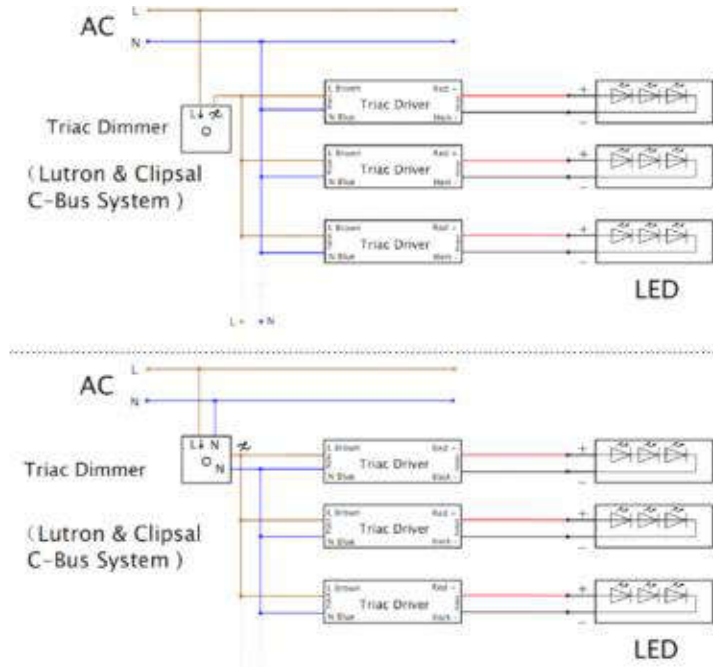 L
AC
N
L Brown Red +
L
Triac Driver
N Blue Black -
+
−
Triac Dimmer
(Lutron & Clipsal
C-Bus System )
L Brown Red +
Triac Driver
N Blue Black -
+
−
L Brown Red +
Triac Driver
N Blue Black -
+
−
LED
L N
L
AC
N
L N
N
L Brown Red +
Triac Driver
N Blue Black -
+
−
Triac Dimmer
(Lutron & Clipsal
C-Bus System )
L Brown Red +
Triac Driver
N Blue Black -
+
−
L Brown Red +
Triac Driver
N Blue Black -
+
−
LED